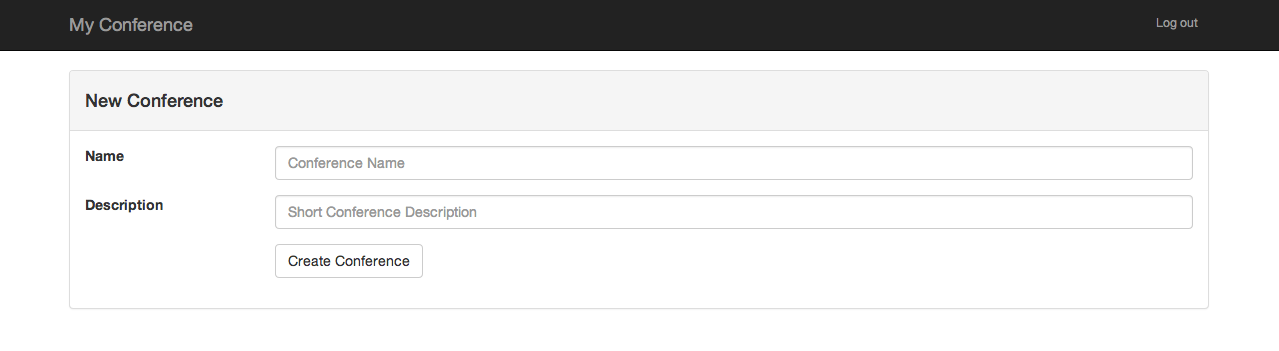 My Conference
Log out
New Conference
Name
Conference Name
Description
Short Conference Description
Create Conference